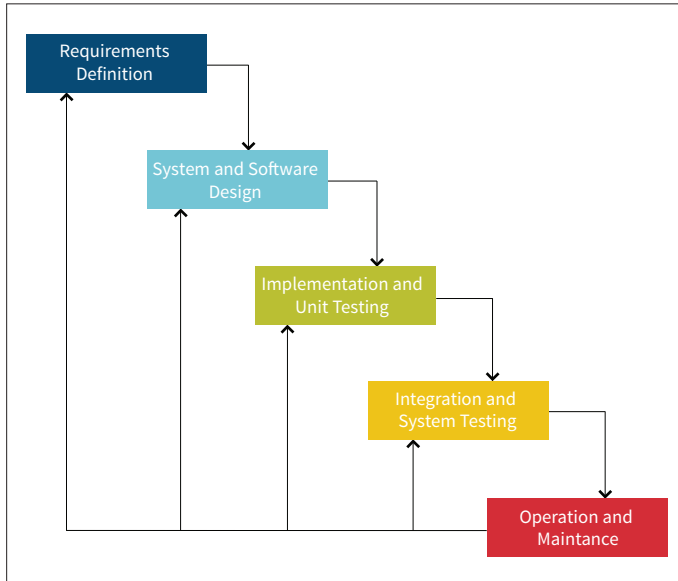 Requirements
Definition
System and Software
Design
Implementation and
Unit Testing
Integration and
System Testing
Operation and
Maintance